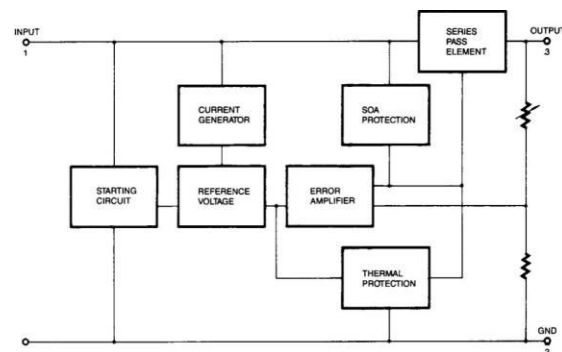 INPUT
1
SERIES
PASS
ELEMENT
OUTPUT
3
CURRENT
GENERATOR
SOA
PROTECTION
STARTING
CIRCUIT
REFERENCE
VOLTAGE
ERROR
AMPLIFIER
THERMAL
PROTECTION
GND
2